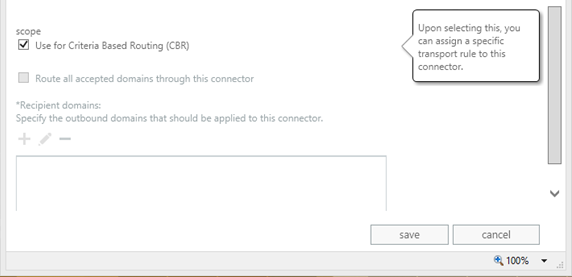 scope
Use for Criteria Based Routing (CBR)
Upon selecting this, you
can assign a specific
transport rule to this
connector.
Route all accepted domains through this connector
*Recipient domains:
Specify the outbound domains that should be applied to this connector.
save
cancel
100%